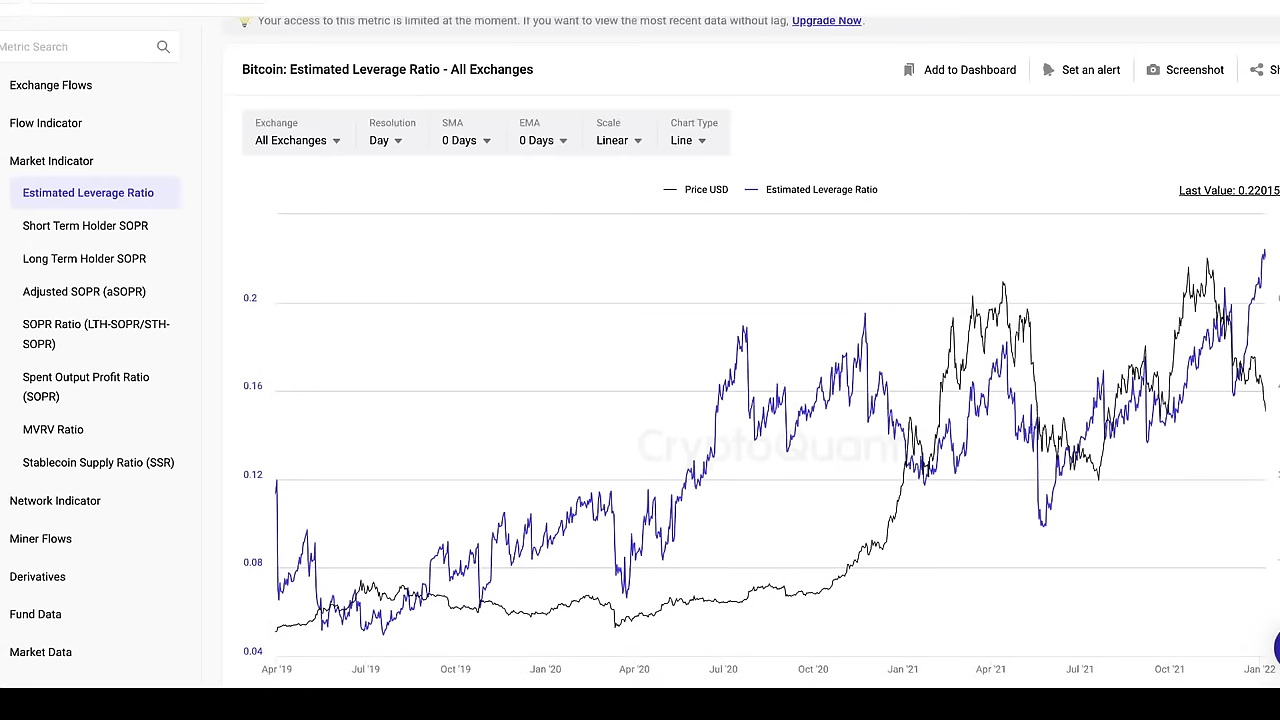 Your access to this metric is limited at the moment. If you want to view the most recent data without lag, Upgrade Now.
Metric Search
Bitcoin: Estimated Leverage Ratio - All Exchanges
Add to Dashboard
Set an alert
Screenshot
Exchange Flows
Flow Indicator
Market Indicator
Estimated Leverage Ratio
Short Term Holder SOPR
Long Term Holder SOPR
Adjusted SOPR (aSOPR)
SOPR Ratio (LTH-SOPR/STH-
SOPR)
Spent Output Profit Ratio
(SOPR)
MVRV Ratio
Stablecoin Supply Ratio (SSR)
Network Indicator
Miner Flows
Derivatives
Fund Data
Market Data
Exchange Resolution SMA EMA Scale Chart Type
All Exchanges Day 0 Days 0 Days Linear Line
Price USD Estimated Leverage Ratio
Last Value: 0.22015
0.2
0.16
0.12
0.08
0.04
CryptoQuant
Apr '19 Jul '19 Oct '19 Jan '20 Apr '20 Jul '20 Oct '20 Jan '21 Apr '21 Jul '21 Oct '21 Jan '22